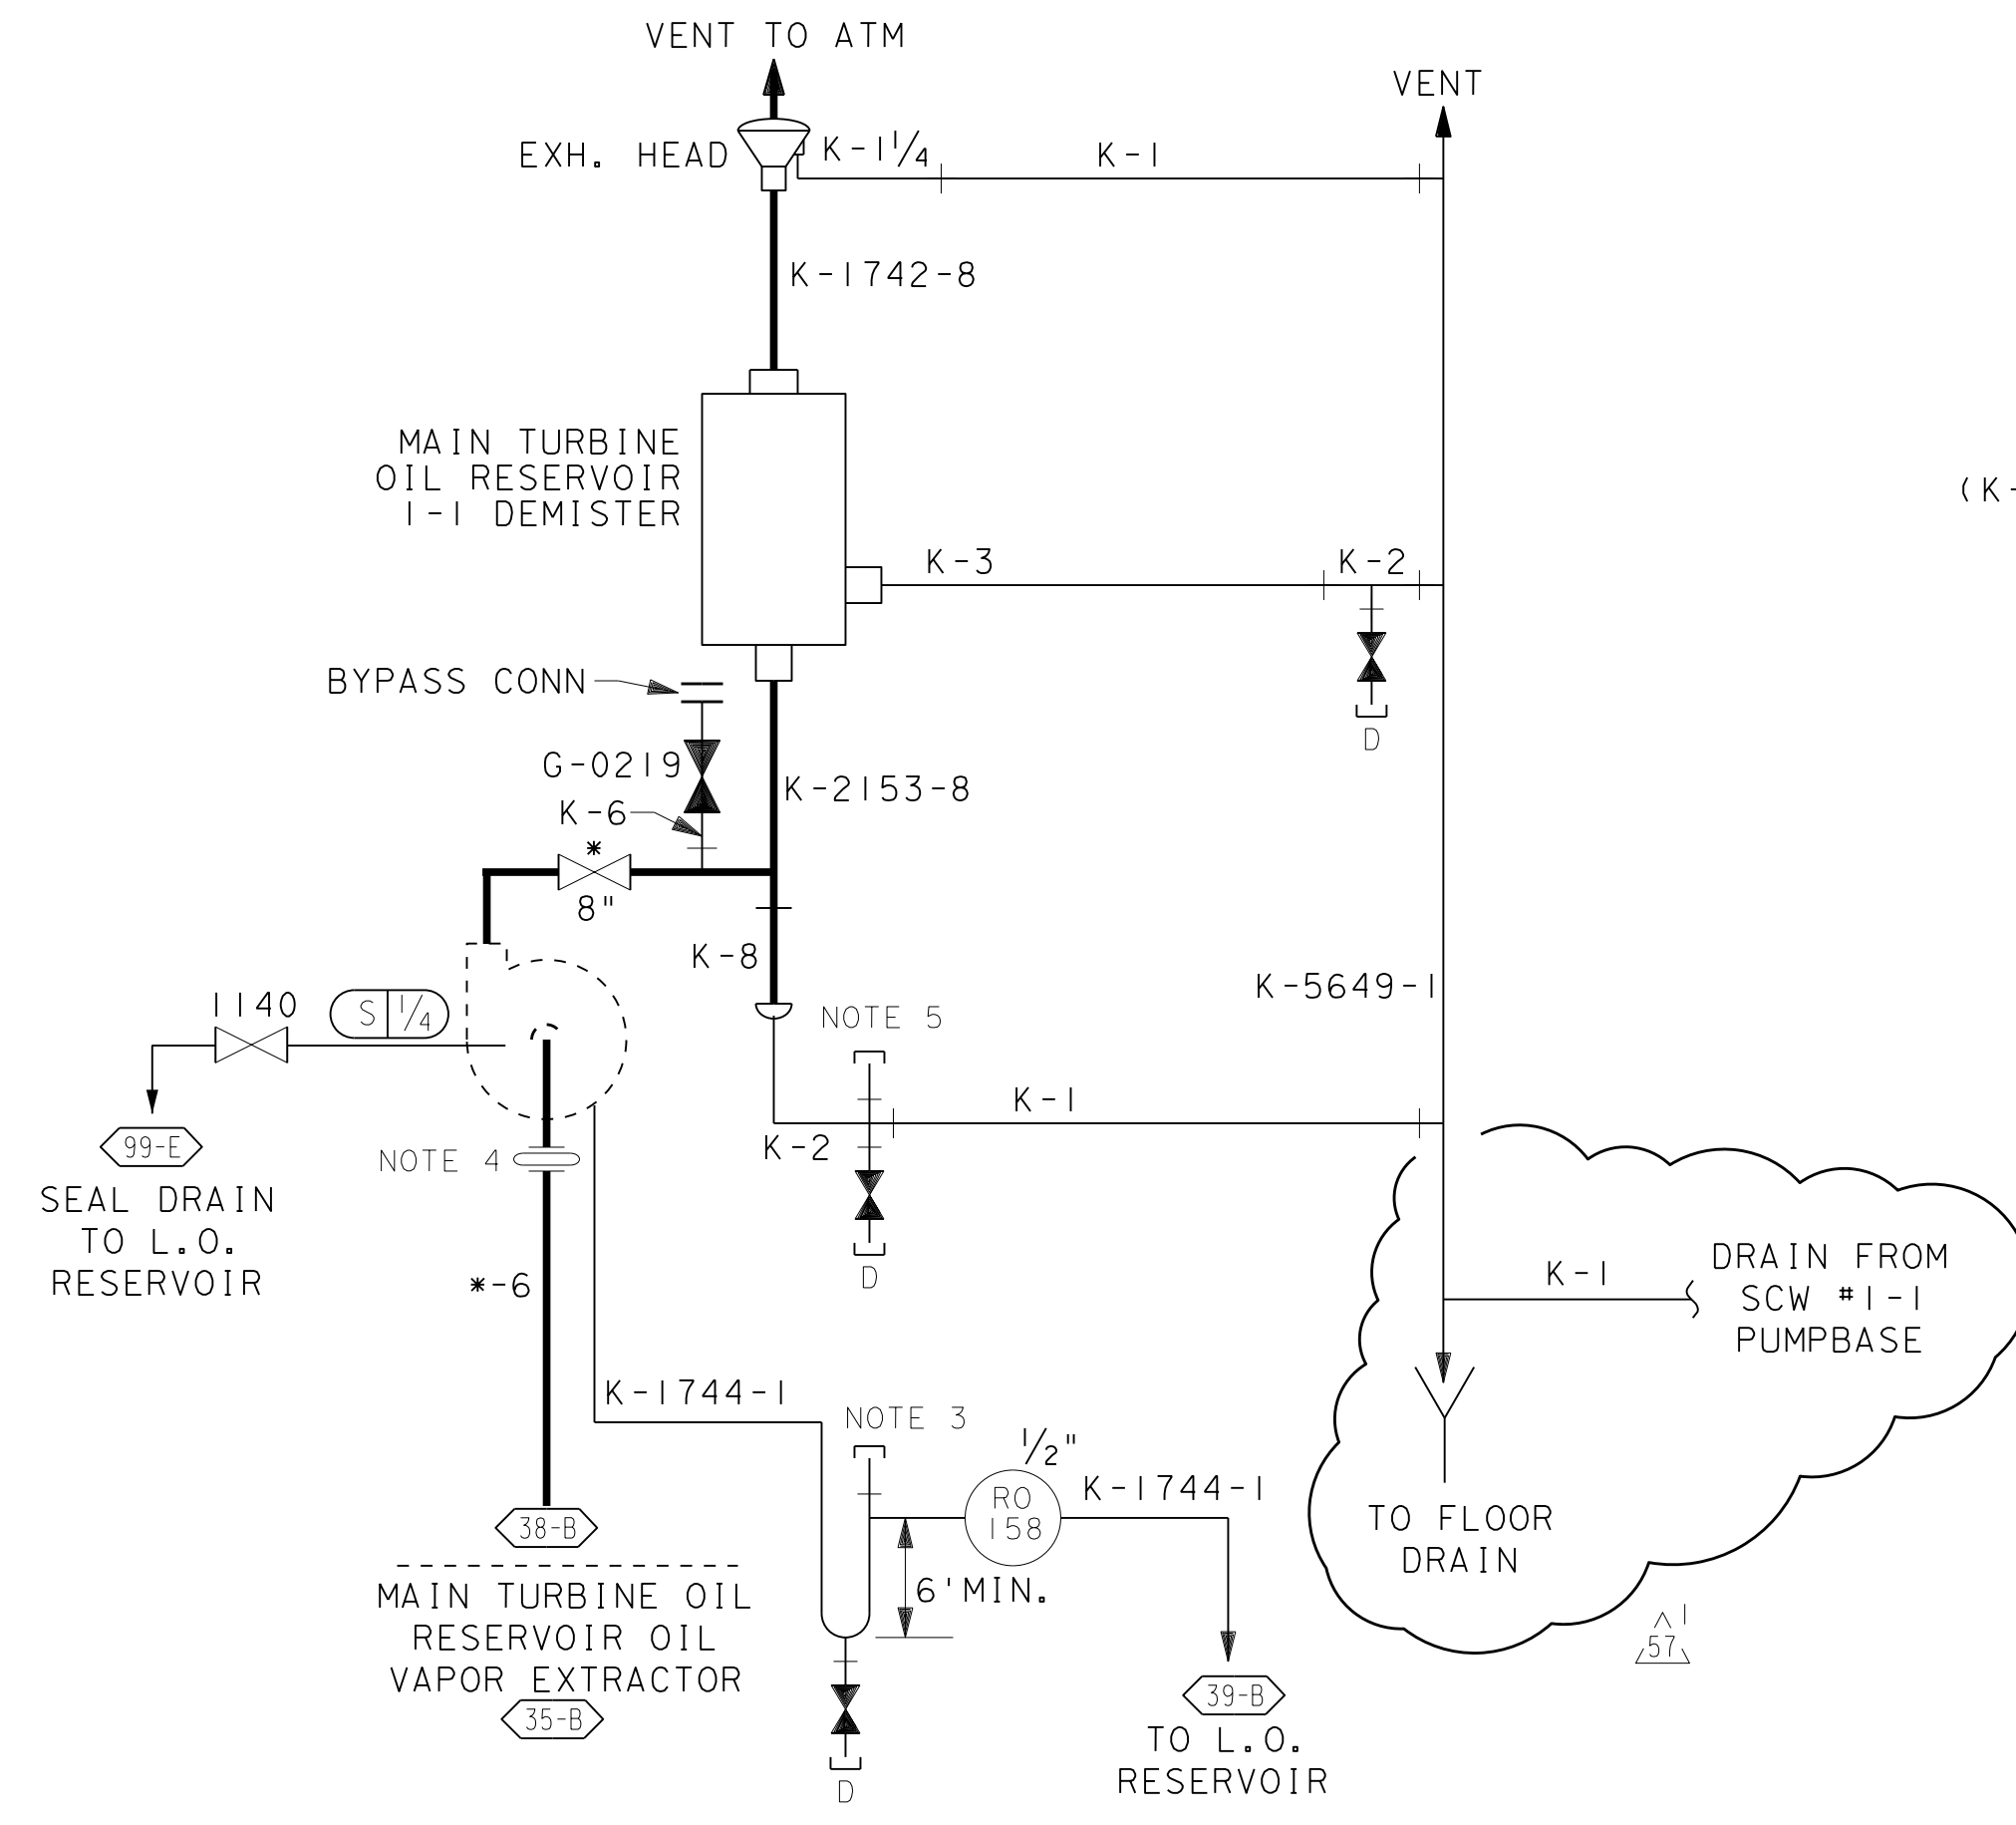 VENT TO ATM
VENT
EXH. HEAD
K-1 1/4
K-1
K-1742-8
MAIN TURBINE
OIL RESERVOIR
1-1 DEMISTER
(K-
K-3
K-2
D
BYPASS CONN
G-0219
K-2153-8
K-6
*
8"
K-8
K-5649-1
1140
S 1/4
NOTE 5
99-E
SEAL DRAIN
TO L.O.
RESERVOIR
NOTE 4
K-1
K-2
D
*-6
K-1
DRAIN FROM
SCW #1-1
PUMPBASE
K-1744-1
NOTE 3
1/2"
RO
158
K-1744-1
6'MIN.
TO FLOOR
DRAIN
38-B
MAIN TURBINE OIL
RESERVOIR OIL
VAPOR EXTRACTOR
35-B
D
39-B
TO L.O.
RESERVOIR
1
57